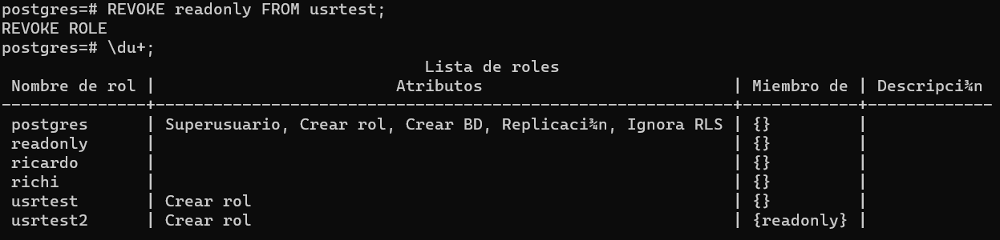 postgres=# REVOKE readonly FROM usrtest;
REVOKE ROLE
postgres=# \du+;
                                            Lista de roles
 Nombre de rol |                         Atributos                          | Miembro de | Descripci¾n
---------------+------------------------------------------------------------+------------+-------------
 postgres      | Superusuario, Crear rol, Crear BD, Replicaci¾n, Ignora RLS | {}         |
 readonly      |                                                            | {}         |
 ricardo       |                                                            | {}         |
 richi         |                                                            | {}         |
 usrtest       | Crear rol                                                  | {}         |
 usrtest2      | Crear rol                                                  | {readonly} |